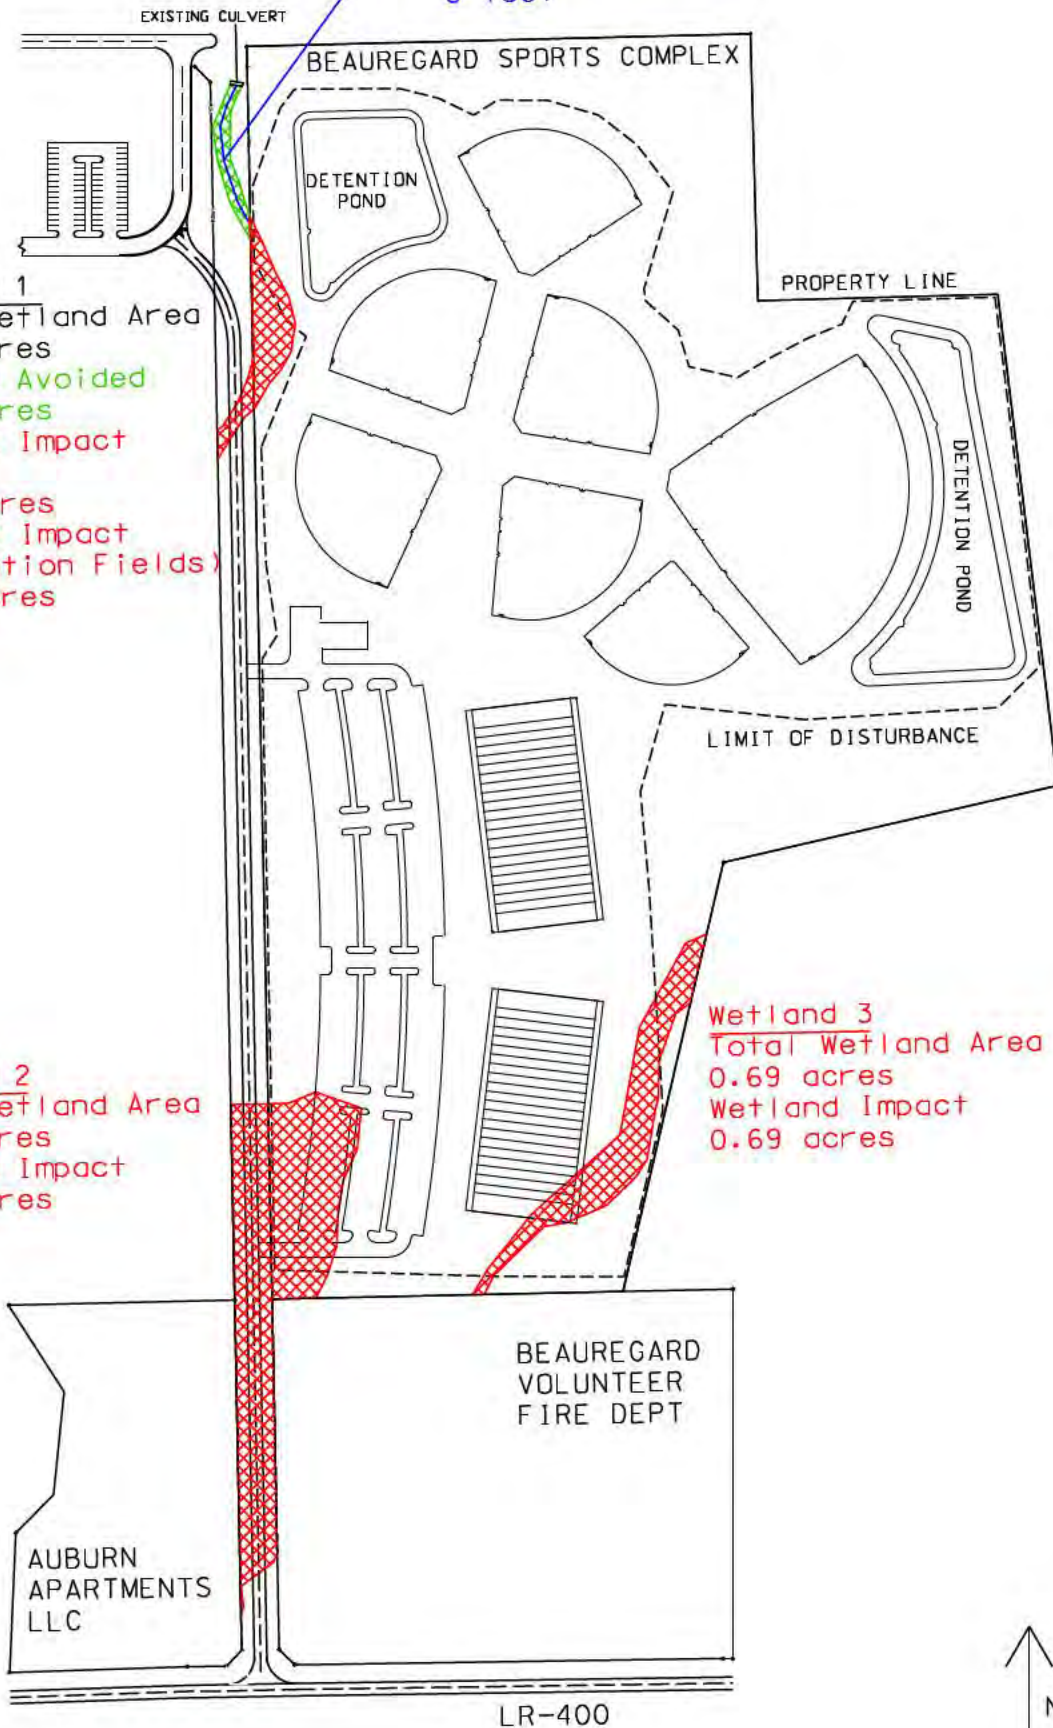 EXISTING CULVERT
BEAUREGARD SPORTS COMPLEX
DETENTION
POND
PROPERTY LINE
1
etland Area
res
Avoided
res
Impact
res
Impact
tion Fields)
res
DETENTION POND
LIMIT OF DISTURBANCE
Wetland 3
Total Wetland Area
0.69 acres
Wetland Impact
0.69 acres
2
etland Area
res
Impact
res
BEAUREGARD
VOLUNTEER
FIRE DEPT
AUBURN
APARTMENTS
LLC
LR-400
N